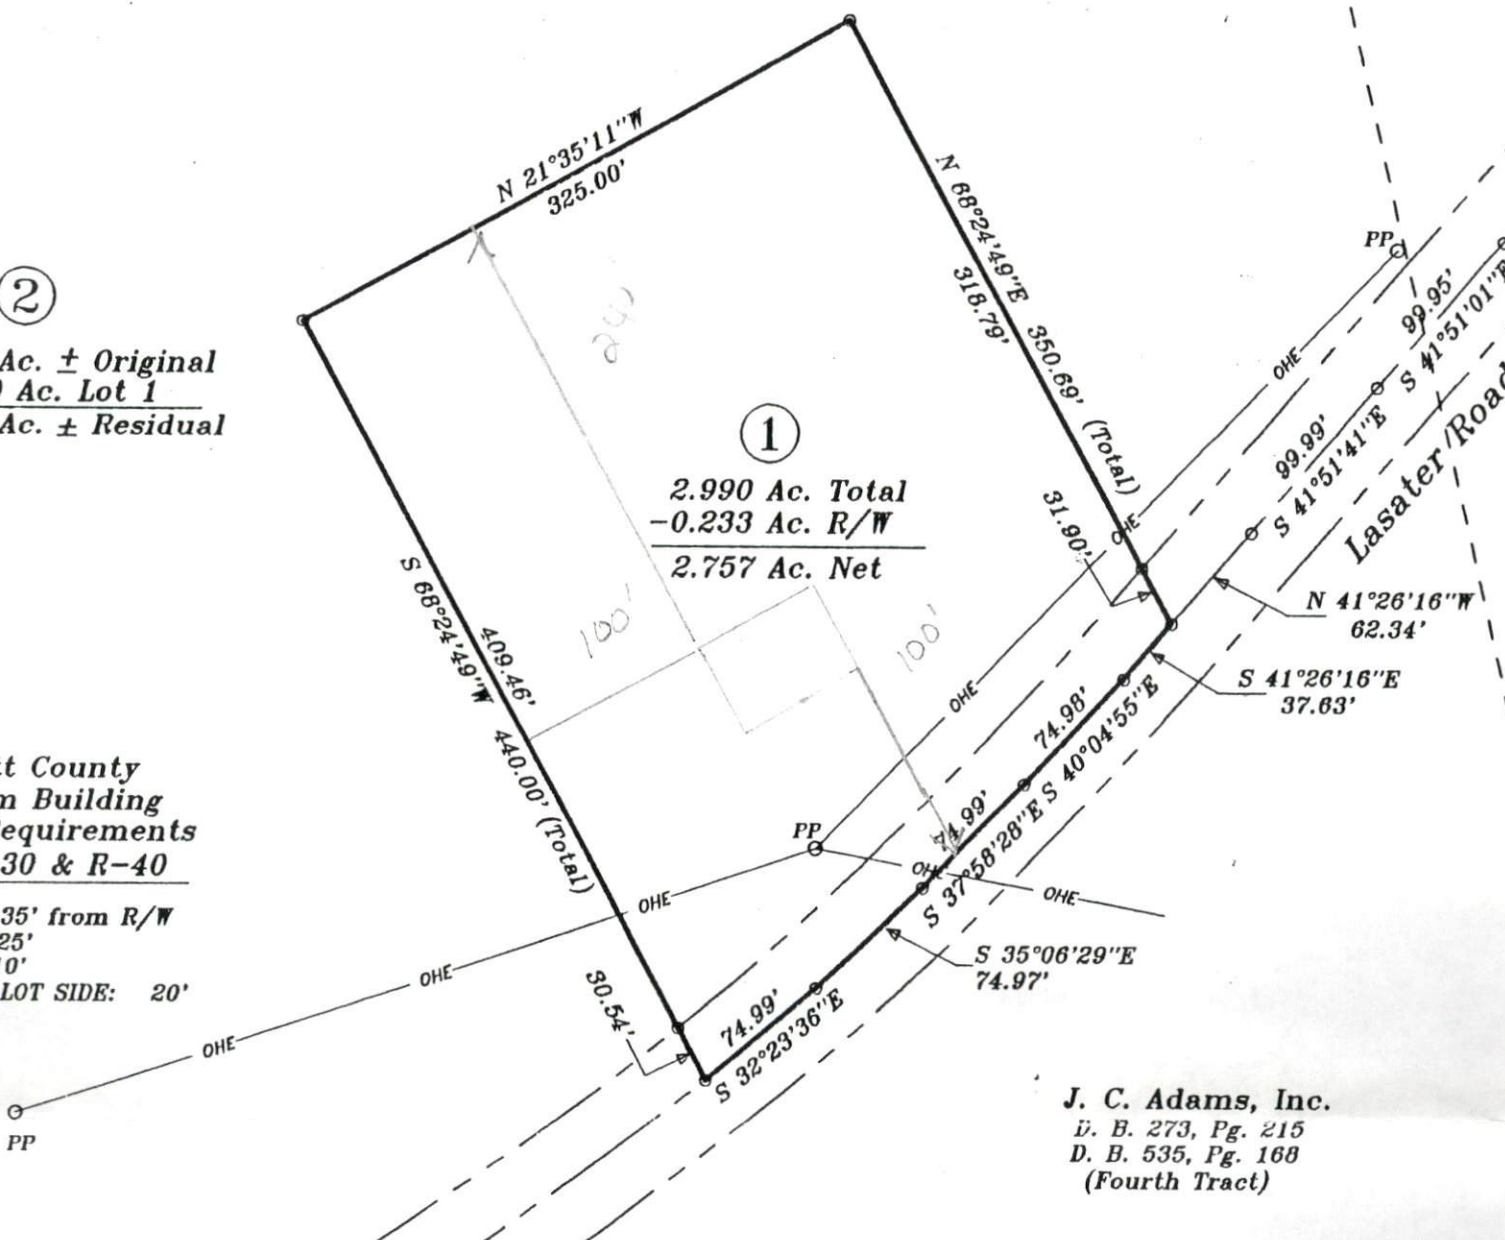 N 21°35'11"W
325.00'
N 68°24'49"E 350.69' (Total)
318.79'
31.90'
PP
OHE
99.95'
S 41°51'01"E
99.99'
S 41°51'41"E
Lasater Road
2
Ac. ± Original
Ac. Lot 1
Ac. ± Residual
1
2.990 Ac. Total
-0.233 Ac. R/W
2.757 Ac. Net
100'
100'
OHE
N 41°26'16"W
62.34'
S 41°26'16"E
37.63'
409.46'
S 68°24'49"W 440.00' (Total)
OHE
74.98'
S 40°04'55"E
74.99'
S 37°58'28"E
PP
OHE
OHE
OHE
S 35°06'29"E
74.97'
County
Building
30 & R-40
35' from R/W
25'
LOT SIDE: 20'
OHE
OHE
PP
30.54'
74.99'
S 32°23'36"E
J. C. Adams, Inc.
D. B. 273, Pg. 215
D. B. 535, Pg. 168
(Fourth Tract)